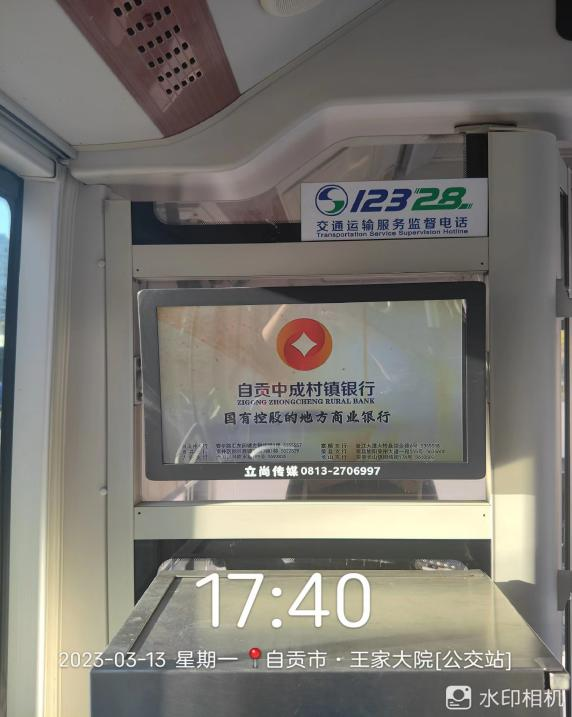 12328
交通运输服务监督电话
Transportation Service Supervision Hotline
自贡中成村镇银行
ZIGONG ZHONGCHENG RURAL BANK
国有控股的地方商业银行
立尚传媒 0813-2706997
17:40
2023-03-13 星期一 自贡市·王家大院[公交站]
水印相机